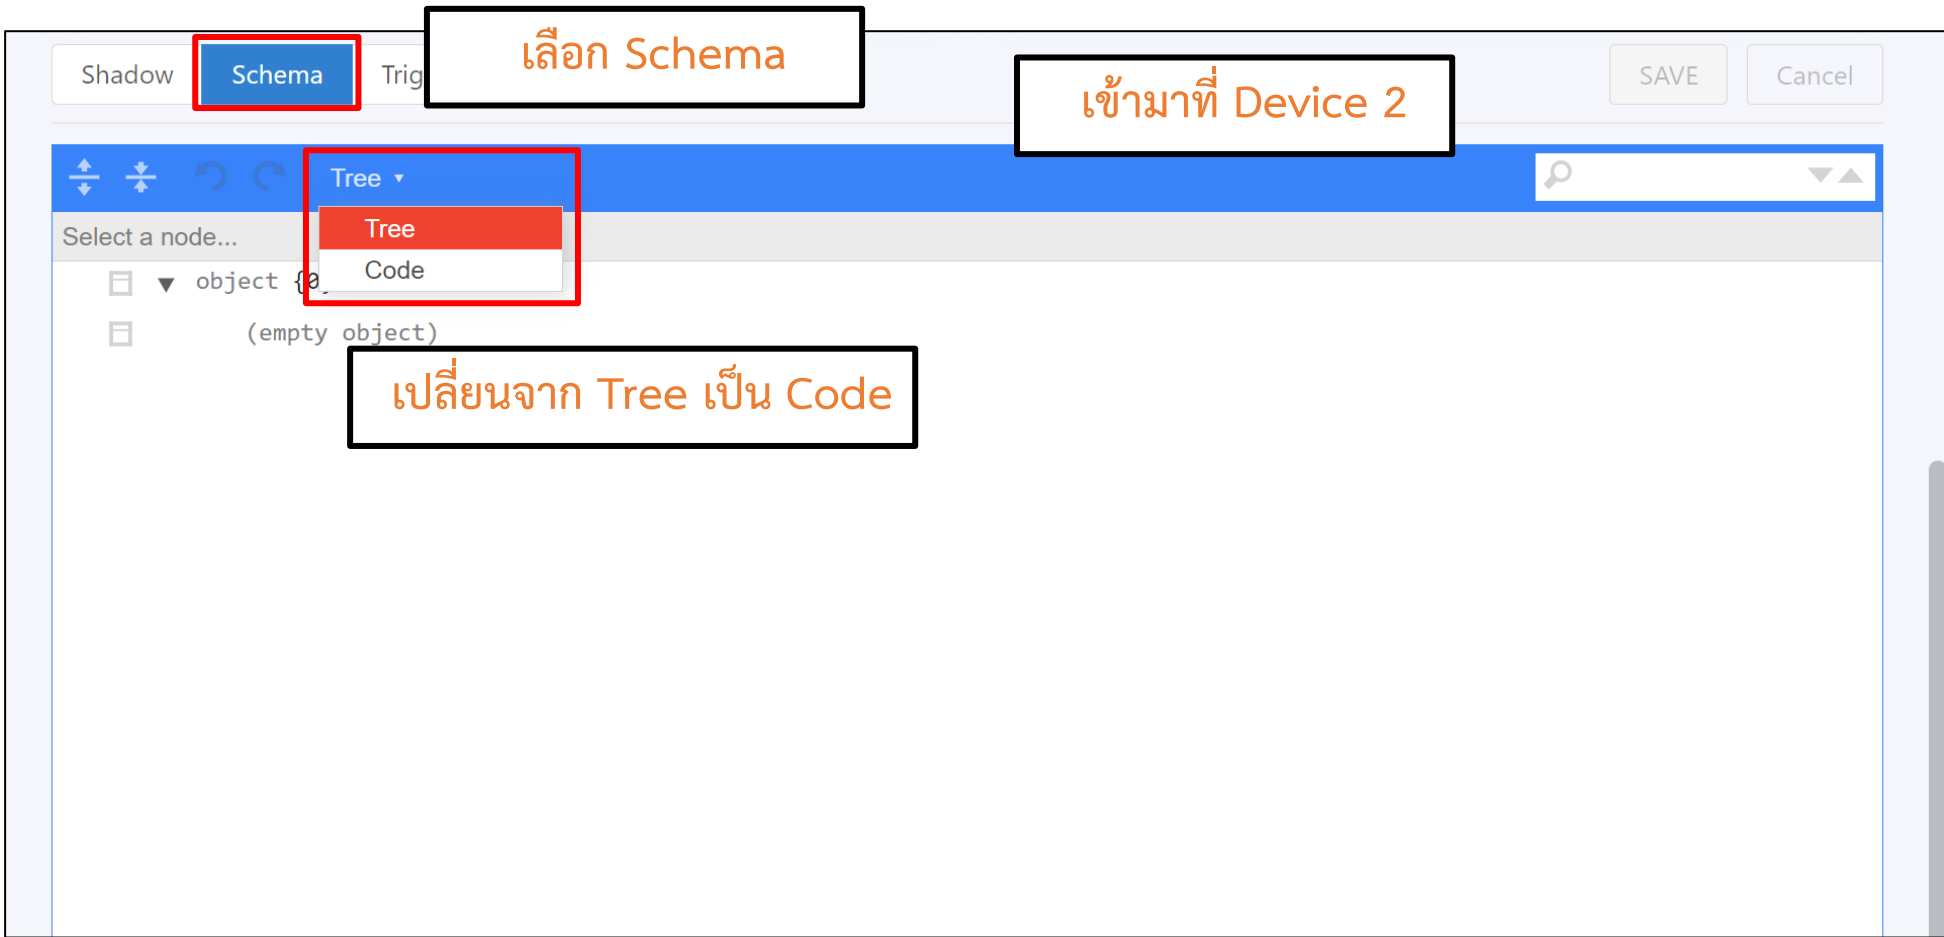 เลือก Schema
Shadow
Schema
Trig
เข้ามาที่ Device 2
SAVE
Cancel
Tree
Tree
Code
Select a node...
object {0
(empty object)
เปลี่ยนจาก Tree เป็น Code